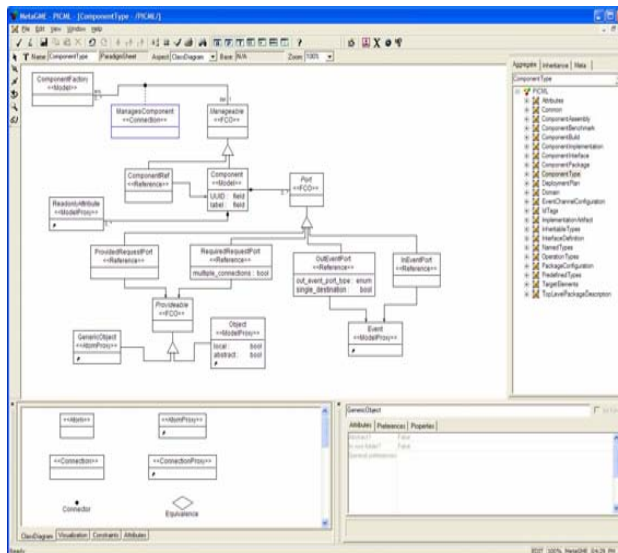 MetaGME - PICML - [ComponentType - /PICML/]
File Edit View Window Help
Name: ComponentType ParadigmSheet Aspect: ClassDiagram Base: N/A Zoom: 100%
ComponentFactory
<<Model>>
ManagesComponent
<<Connection>>
Manageable
<<FCO>>
ComponentRef
<<Reference>>
Component
<<Model>>
UUID : field
label : field
Port
<<FCO>>
0..*
ReadonlyAttribute
<<ModelProxy>>
0..*
ProvidedRequestPort
<<Reference>>
RequiredRequestPort
<<Reference>>
multiple_connections : bool
OutEventPort
<<Reference>>
out_event_port_type : enum
single_destination : bool
InEventPort
<<Reference>>
Provideable
<<FCO>>
GenericObject
<<AtomProxy>>
Object
<<ModelProxy>>
local : bool
abstract : bool
Event
<<ModelProxy>>
Aggregate Inheritance Meta
ComponentType
PICML
Attributes
Common
ComponentAssembly
ComponentBenchmark
ComponentBuild
ComponentImplementation
ComponentInterface
ComponentPackage
ComponentType
DeploymentPlan
Domain
EventChannelConfiguration
IdTags
ImplementationArtifact
InheritableTypes
InterfaceDefinition
NamedTypes
OperationTypes
PackageConfiguration
PredefinedTypes
TargetElements
TopLevelPackageDescription
<<Atom>>
<<AtomProxy>>
<<Connection>>
<<ConnectionProxy>>
Connector
Equivalence
ClassDiagram Visualization Constraints Attributes
GenericObject
Attributes Preferences Properties
Abstract? False
In root folder? False
General preferences
Ready
EDIT 100% MetaGME